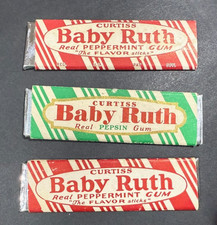 CURTISS
Baby Ruth
Real PEPPERMINT GUM
"The FLAVOR sticks"
CURTISS
Baby Ruth
Real PEPSIN Gum
CURTISS
Baby Ruth
Real PEPPERMINT GUM
"The FLAVOR sticks"